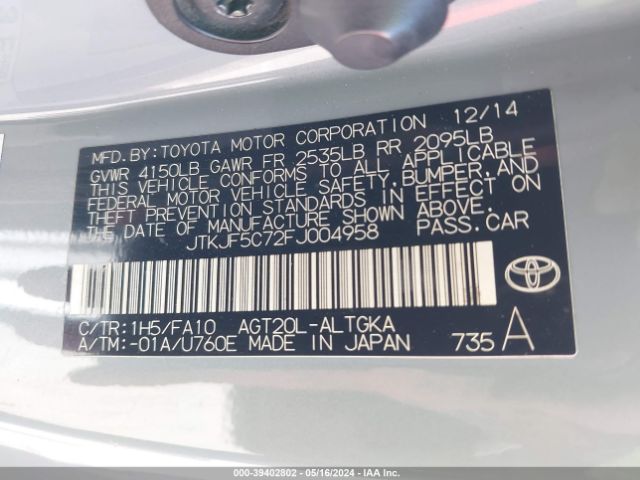 MFD. BY: TOYOTA MOTOR CORPORATION 12/14
GVWR 4150LB GAWR FR 2535LB RR 2095LB
THIS VEHICLE CONFORMS TO ALL APPLICABLE
FEDERAL MOTOR VEHICLE SAFETY, BUMPER, AND
THEFT PREVENTION STANDARDS IN EFFECT ON
THE DATE OF MANUFACTURE SHOWN ABOVE.
JTKJF5C72FJ004958 PASS.CAR
C/TR: 1H5/FA10 AGT20L-ALTGKA
A/TM: -01A/U760E MADE IN JAPAN 735 A
000-39402802 - 05/16/2024 - IAA Inc.